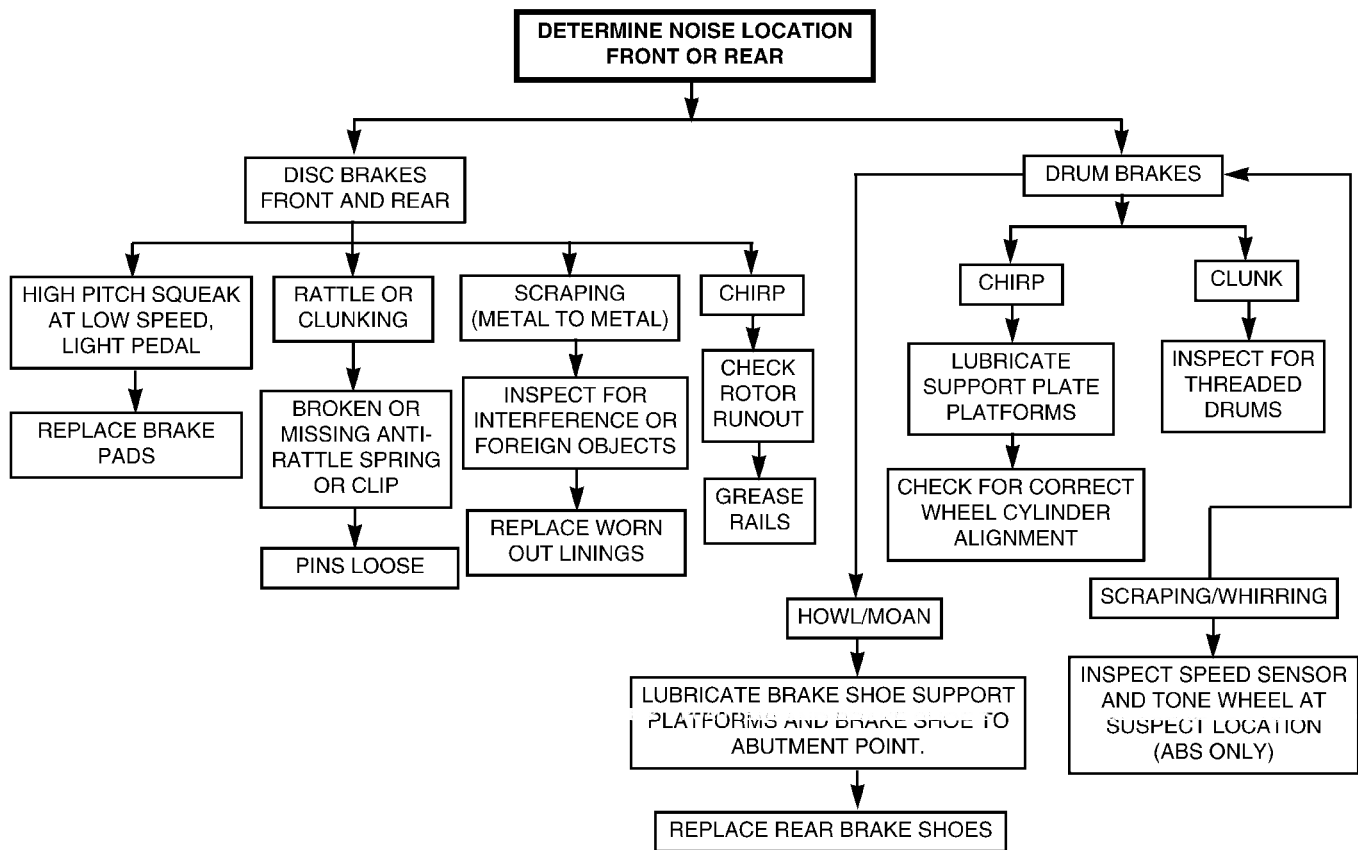 DETERMINE NOISE LOCATION
FRONT OR REAR
DISC BRAKES
FRONT AND REAR
DRUM BRAKES
HIGH PITCH SQUEAK
AT LOW SPEED,
LIGHT PEDAL
REPLACE BRAKE
PADS
RATTLE OR
CLUNKING
BROKEN OR
MISSING ANTI-
RATTLE SPRING
OR CLIP
PINS LOOSE
SCRAPING
(METAL TO METAL)
INSPECT FOR
INTERFERENCE OR
FOREIGN OBJECTS
REPLACE WORN
OUT LININGS
CHIRP
CHECK
ROTOR
RUNOUT
GREASE
RAILS
HOWL/MOAN
LUBRICATE BRAKE SHOE SUPPORT
PLATFORMS AND BRAKE SHOE TO
ABUTMENT POINT.
REPLACE REAR BRAKE SHOES
CHIRP
LUBRICATE
SUPPORT PLATE
PLATFORMS
CHECK FOR CORRECT
WHEEL CYLINDER
ALIGNMENT
CLUNK
INSPECT FOR
THREADED
DRUMS
SCRAPING/WHIRRING
INSPECT SPEED SENSOR
AND TONE WHEEL AT
SUSPECT LOCATION
(ABS ONLY)